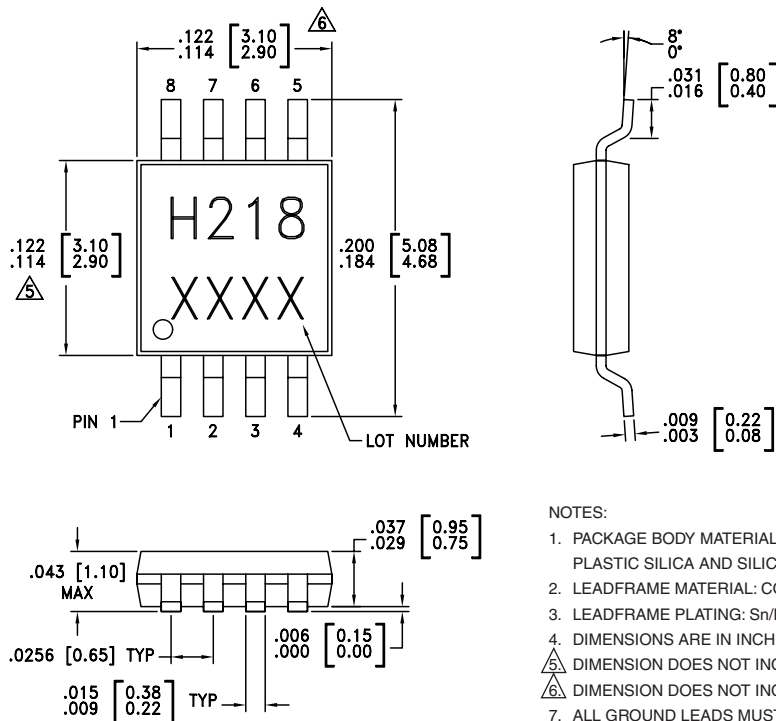 .122 [3.10]
.114 [2.90]
6
8 7 6 5
H218
XXXX
.122 [3.10]
.114 [2.90]
5
.200 [5.08]
.184 [4.68]
PIN 1
1 2 3 4
LOT NUMBER
8°
0°
.031 [0.80]
.016 [0.40]
.009 [0.22]
.003 [0.08]
.043 [1.10]
MAX
.037 [0.95]
.029 [0.75]
.0256 [0.65] TYP
.006 [0.15]
.000 [0.00]
.015 [0.38]
.009 [0.22]
TYP
NOTES:
1. PACKAGE BODY MATERIAL
PLASTIC SILICA AND SILIC
2. LEADFRAME MATERIAL: CO
3. LEADFRAME PLATING: Sn/
4. DIMENSIONS ARE IN INCH
5 DIMENSION DOES NOT INC
6 DIMENSION DOES NOT INC
7. ALL GROUND LEADS MUST